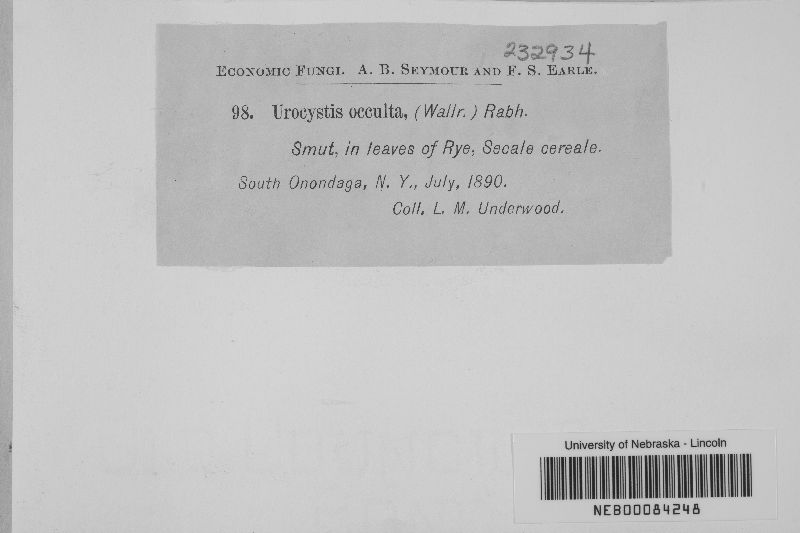 232934
ECONOMIC FUNGI. A. B. SEYMOUR AND F. S. EARLE.
98. Urocystis occulta, (Wallr.) Rabh.
Smut, in leaves of Rye, Secale cereale.
South Onondaga, N. Y., July, 1890.
Coll. L. M. Underwood.
University of Nebraska - Lincoln
NEB00084248